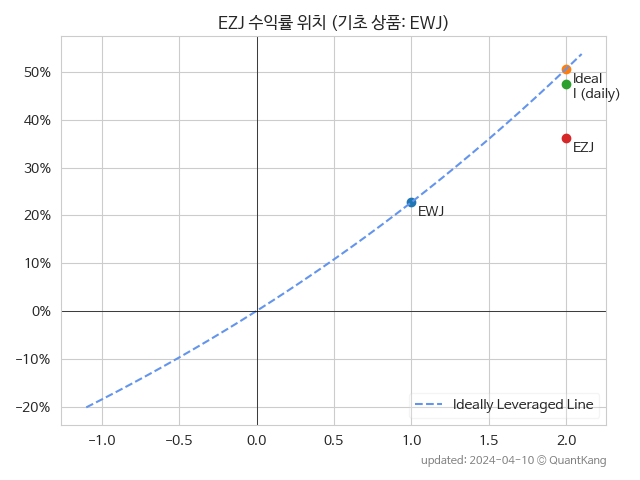 EZJ 수익률 위치 (기초 상품: EWJ)
50%
40%
30%
20%
10%
0%
−10%
−20%
Ideal
I (daily)
EZJ
EWJ
Ideally Leveraged Line
−1.0 −0.5 0.0 0.5 1.0 1.5 2.0
updated: 2024-04-10 © QuantKang